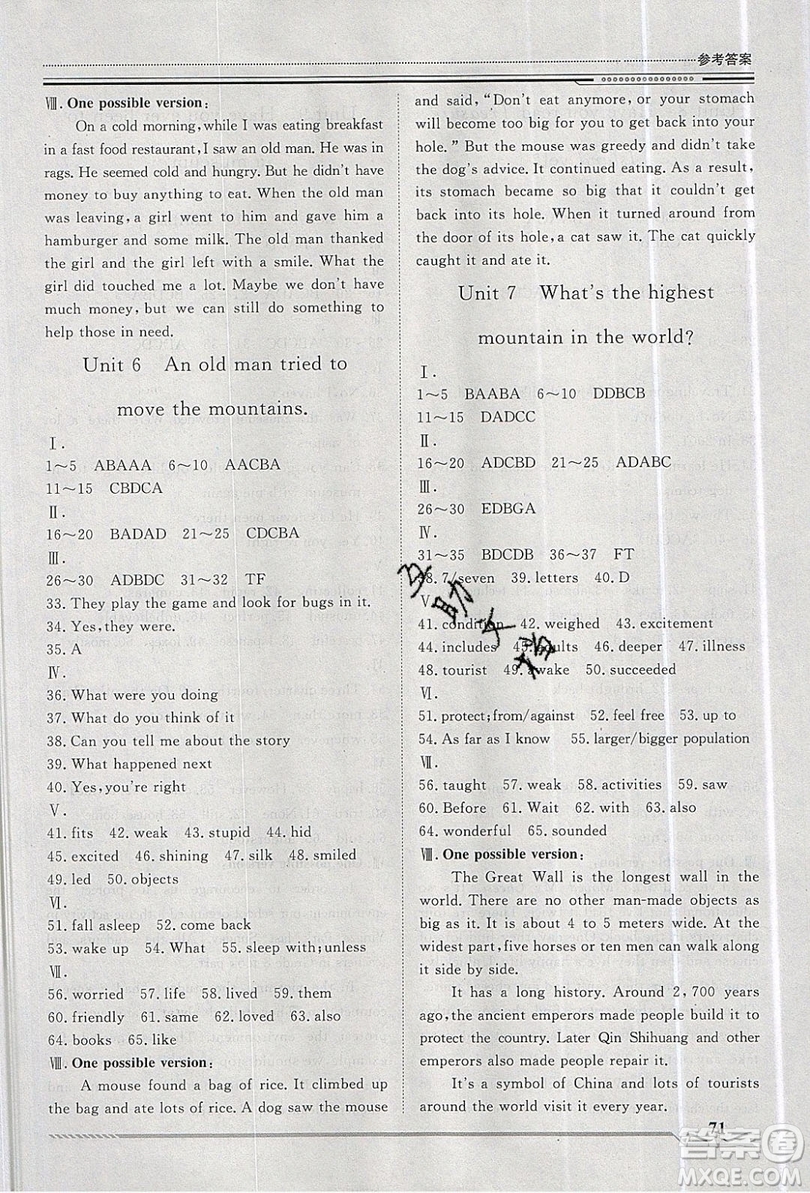 参考答案
Ⅷ. One possible version:
On a cold morning, while I was eating breakfast
in a fast food restaurant, I saw an old man. He was in
rags. He seemed cold and hungry. But he didn't have
money to buy anything to eat. When the old man
was leaving, a girl went to him and gave him a
hamburger and some milk. The old man thanked
the girl and the girl left with a smile. Maybe we don't have
girl did touched me a lot. Maybe we don't have
much money, but we can still do something to
help those in need.
Unit 6 An old man tried to
move the mountains.
Ⅰ.
1～5 ABAAA 6～10 AACBA
11～15 CBDCA
Ⅱ.
16～20 BADAD 21～25 CDCBA
Ⅲ.
26～30 ADBDC 31～32 TF
33. They play the game and look for bugs in it.
34. Yes, they were.
35. A
Ⅳ.
36. What were you doing
37. What do you think of it
38. Can you tell me about the story
39. What happened next
40. Yes, you're right
Ⅴ.
41. fits 42. weak 43. stupid 44. hid
45. excited 46. shining 47. silk 48. smiled
49. led 50. objects
Ⅵ.
51. fall asleep 52. come back
53. wake up 54. What 55. sleep with; unless
Ⅶ.
56. worried 57. life 58. lived 59. them
60. friendly 61. same 62. loved 63. also
64. books 65. like
Ⅷ. One possible version:
A mouse found a bag of rice. It climbed up
the bag and ate lots of rice. A dog saw the mouse
and said, "Don't eat anymore, or your stomach
will become too big for you to get back into your
hole." But the mouse was greedy and didn't take
the dog's advice. It continued eating. As a result,
its stomach became so big that it couldn't get
back into its hole. When it turned around from
the door of its hole, a cat saw it. The cat quickly
caught it and ate it.
Unit 7 What's the highest
mountain in the world?
Ⅰ.
1～5 BAABA 6～10 DDBCB
11～15 DADCC
Ⅱ.
16～20 ADCBD 21～25 ADABC
Ⅲ.
26～30 EDBGA
Ⅳ.
31～35 BDCDB 36～37 FT
38. 7/seven 39. letters 40. D
Ⅴ.
41. condition 42. weighed 43. excitement
44. includes 45. adults 46. deeper 47. illness
48. tourist 49. awake 50. succeeded
Ⅵ.
51. protect; from/against 52. feel free 53. up to
54. As far as I know 55. larger/bigger population
Ⅶ.
56. taught 57. weak 58. activities 59. saw
60. Before 61. Wait 62. with 63. also
64. wonderful 65. sounded
Ⅷ. One possible version:
The Great Wall is the longest wall in the
world. There are no other man-made objects as
big as it. It is about 4 to 5 meters wide. At the
widest part, five horses or ten men can walk along
it side by side.
It has a long history. Around 2,700 years
ago, the ancient emperors made people build it to
protect the country. Later Qin Shihuang and other
emperors also made people repair it.
It's a symbol of China and lots of tourists
around the world visit it every year.
71
答案圈
MXQE.COM